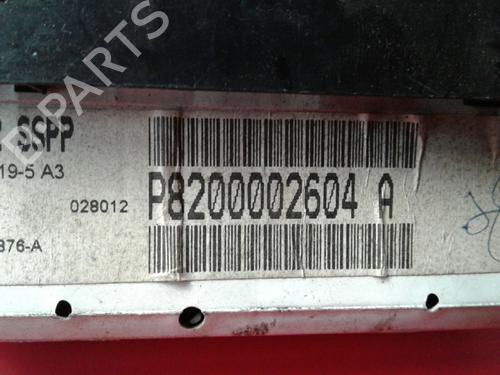 B-PARTS
SSPP
19-5 A3
028012
P8200002604 A
876-A